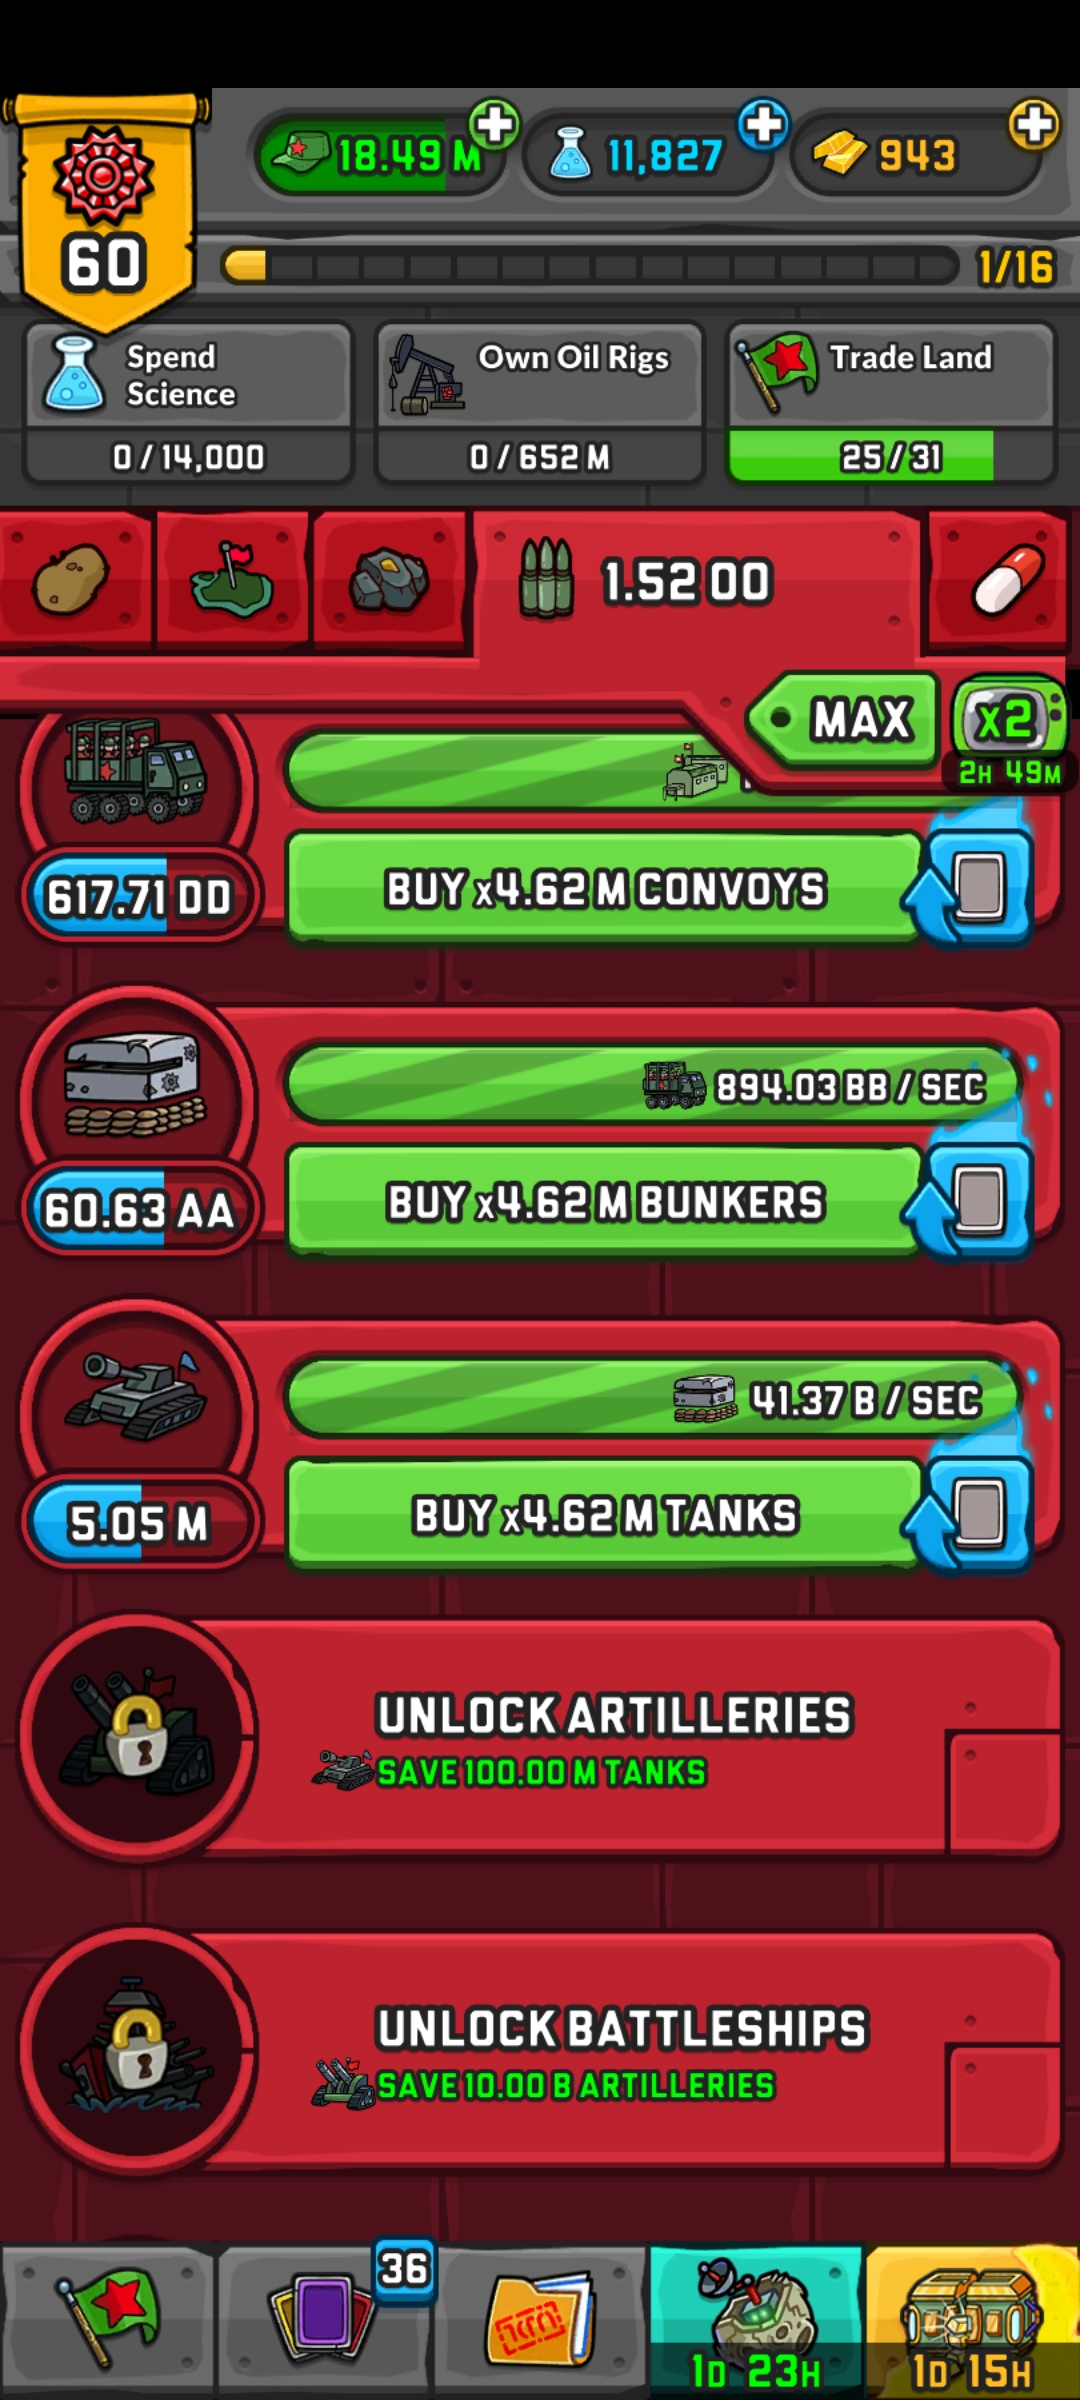 18.49 M
11,827
943
60
1/16
Spend
Science
0 / 14,000
Own Oil Rigs
0 / 652 M
Trade Land
25 / 31
1.52 OO
MAX
x2
2H 49M
617.71 DD
BUY x4.62 M CONVOYS
894.03 BB / SEC
60.63 AA
BUY x4.62 M BUNKERS
41.37 B / SEC
5.05 M
BUY x4.62 M TANKS
UNLOCK ARTILLERIES
SAVE 100.00 M TANKS
UNLOCK BATTLESHIPS
SAVE 10.00 B ARTILLERIES
36
1D 23H
1D 15H